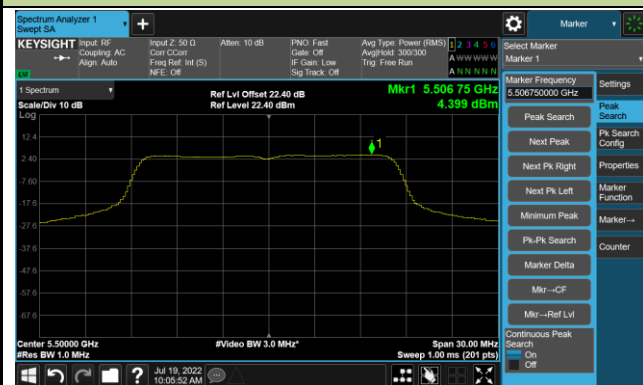 Spectrum Analyzer 1
Swept SA
+
Marker
KEYSIGHT
Input: RF
Coupling: AC
Align: Auto
Input Z: 50 Ω
Corr CCorr
Freq Ref: Int (S)
NFE: Off
Atten: 10 dB
PNO: Fast
Gate: Off
IF Gain: Low
Sig Track: Off
Avg Type: Power (RMS)
Avg|Hold: 300/300
Trig: Free Run
1 2 3 4 5 6
A W W W W W
A N N N N N
Select Marker
Marker 1
1 Spectrum
Scale/Div 10 dB
Log
Ref Lvl Offset 22.40 dB
Ref Level 22.40 dBm
Mkr1 5.506 75 GHz
4.399 dBm
12.4
2.40
-7.60
-17.6
-27.6
-37.6
-47.6
-57.6
-67.6
1
Center 5.50000 GHz
#Res BW 1.0 MHz
#Video BW 3.0 MHz*
Span 30.00 MHz
Sweep 1.00 ms (201 pts)
Marker Frequency
5.506750000 GHz
Peak Search
Next Peak
Next Pk Right
Next Pk Left
Minimum Peak
Pk-Pk Search
Marker Delta
Mkr→CF
Mkr→Ref Lvl
Continuous Peak
Search
On
Off
Settings
Peak
Search
Pk Search
Config
Properties
Marker
Function
Marker→
Counter
?
Jul 19, 2022
10:05:52 AM